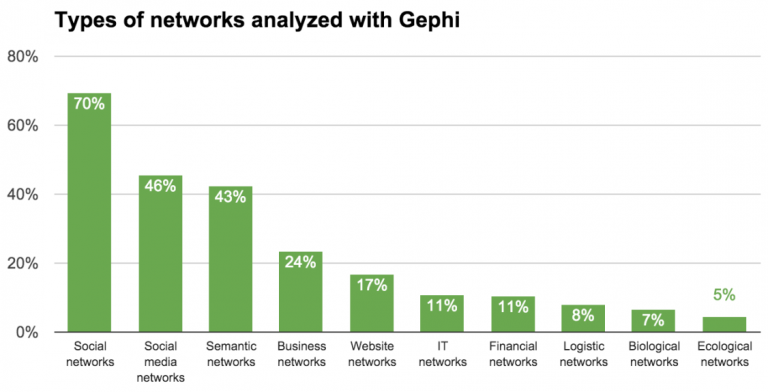 Types of networks analyzed with Gephi
80%
60%
40%
20%
0%
70%
46%
43%
24%
17%
11%
11%
8%
7%
5%
Social
networks
Social
media
networks
Semantic
networks
Business
networks
Website
networks
IT
networks
Financial
networks
Logistic
networks
Biological
networks
Ecological
networks